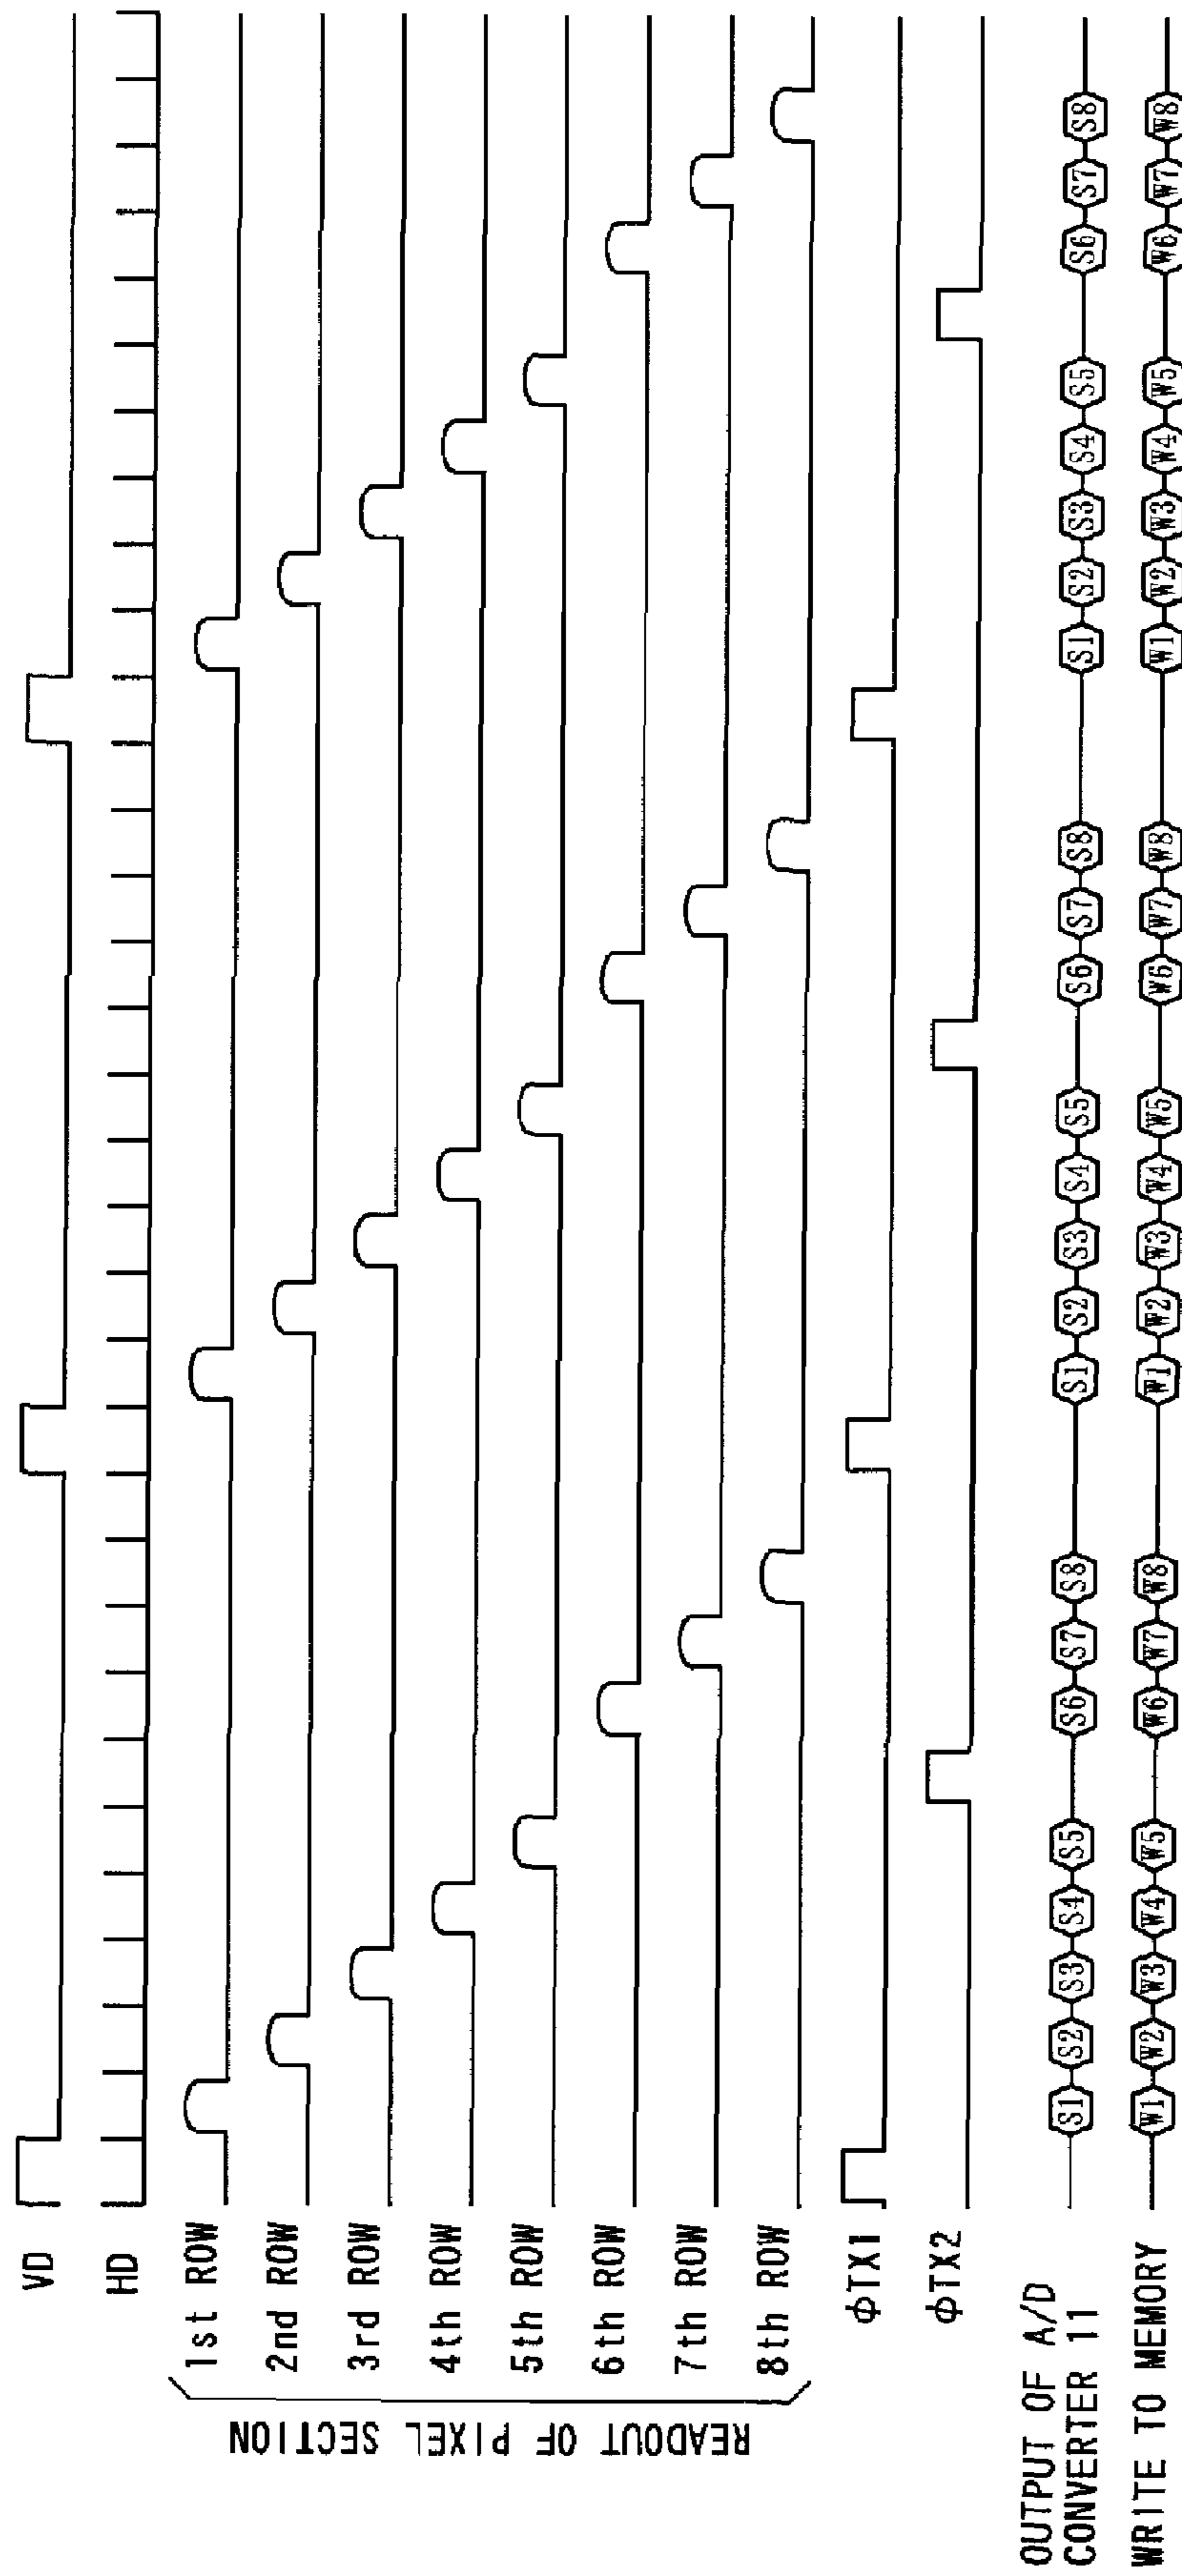 VD
HD
READOUT OF PIXEL SECTION
1st ROW
2nd ROW
3rd ROW
4th ROW
5th ROW
6th ROW
7th ROW
8th ROW
ϕTX1
ϕTX2
OUTPUT OF A/D
CONVERTER 11
S1 S2 S3 S4 S5 S6 S7 S8 S1 S2 S3 S4 S5 S6 S7 S8 S1 S2 S3 S4 S5 S6 S7 S8
WRITE TO MEMORY
W1 W2 W3 W4 W5 W6 W7 W8 W1 W2 W3 W4 W5 W6 W7 W8 W1 W2 W3 W4 W5 W6 W7 W8